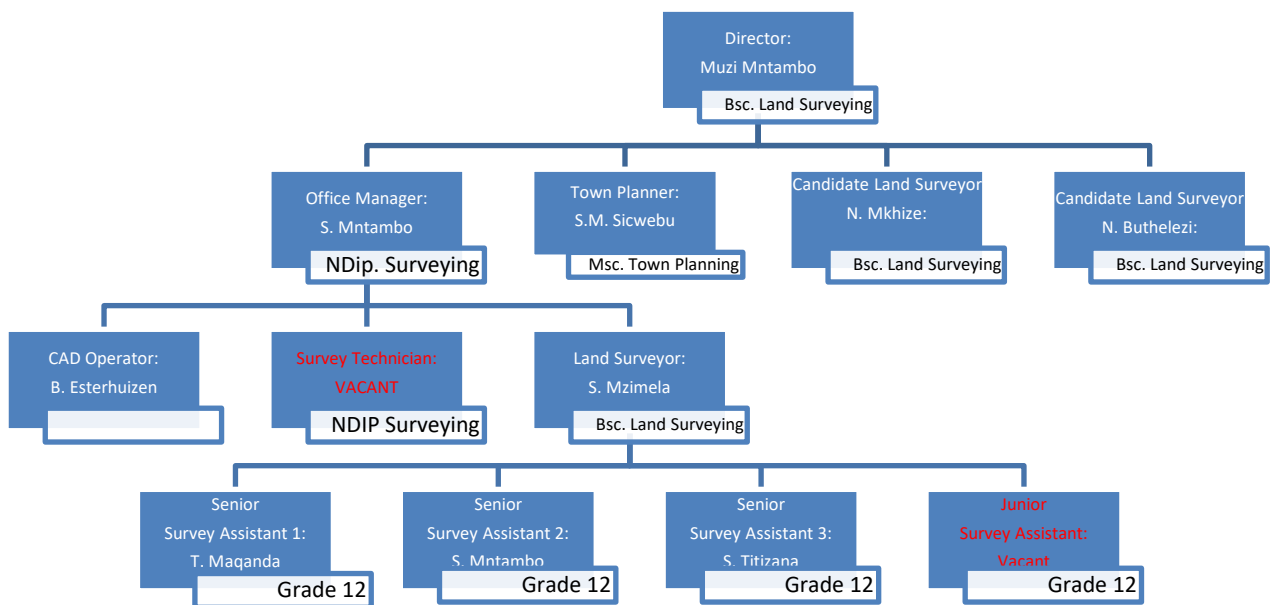 Director:
Muzi Mntambo
Bsc. Land Surveying
Office Manager:
S. Mntambo
NDip. Surveying
Town Planner:
S.M. Sicwebu
Msc. Town Planning
Candidate Land Surveyor
N. Mkhize:
Bsc. Land Surveying
Candidate Land Surveyor
N. Buthelezi:
Bsc. Land Surveying
CAD Operator:
B. Esterhuizen
Survey Technician:
VACANT
NDIP Surveying
Land Surveyor:
S. Mzimela
Bsc. Land Surveying
Senior
Survey Assistant 1:
T. Maqanda
Grade 12
Senior
Survey Assistant 2:
S. Mntambo
Grade 12
Senior
Survey Assistant 3:
S. Titizana
Grade 12
Junior
Survey Assistant:
Vacant
Grade 12